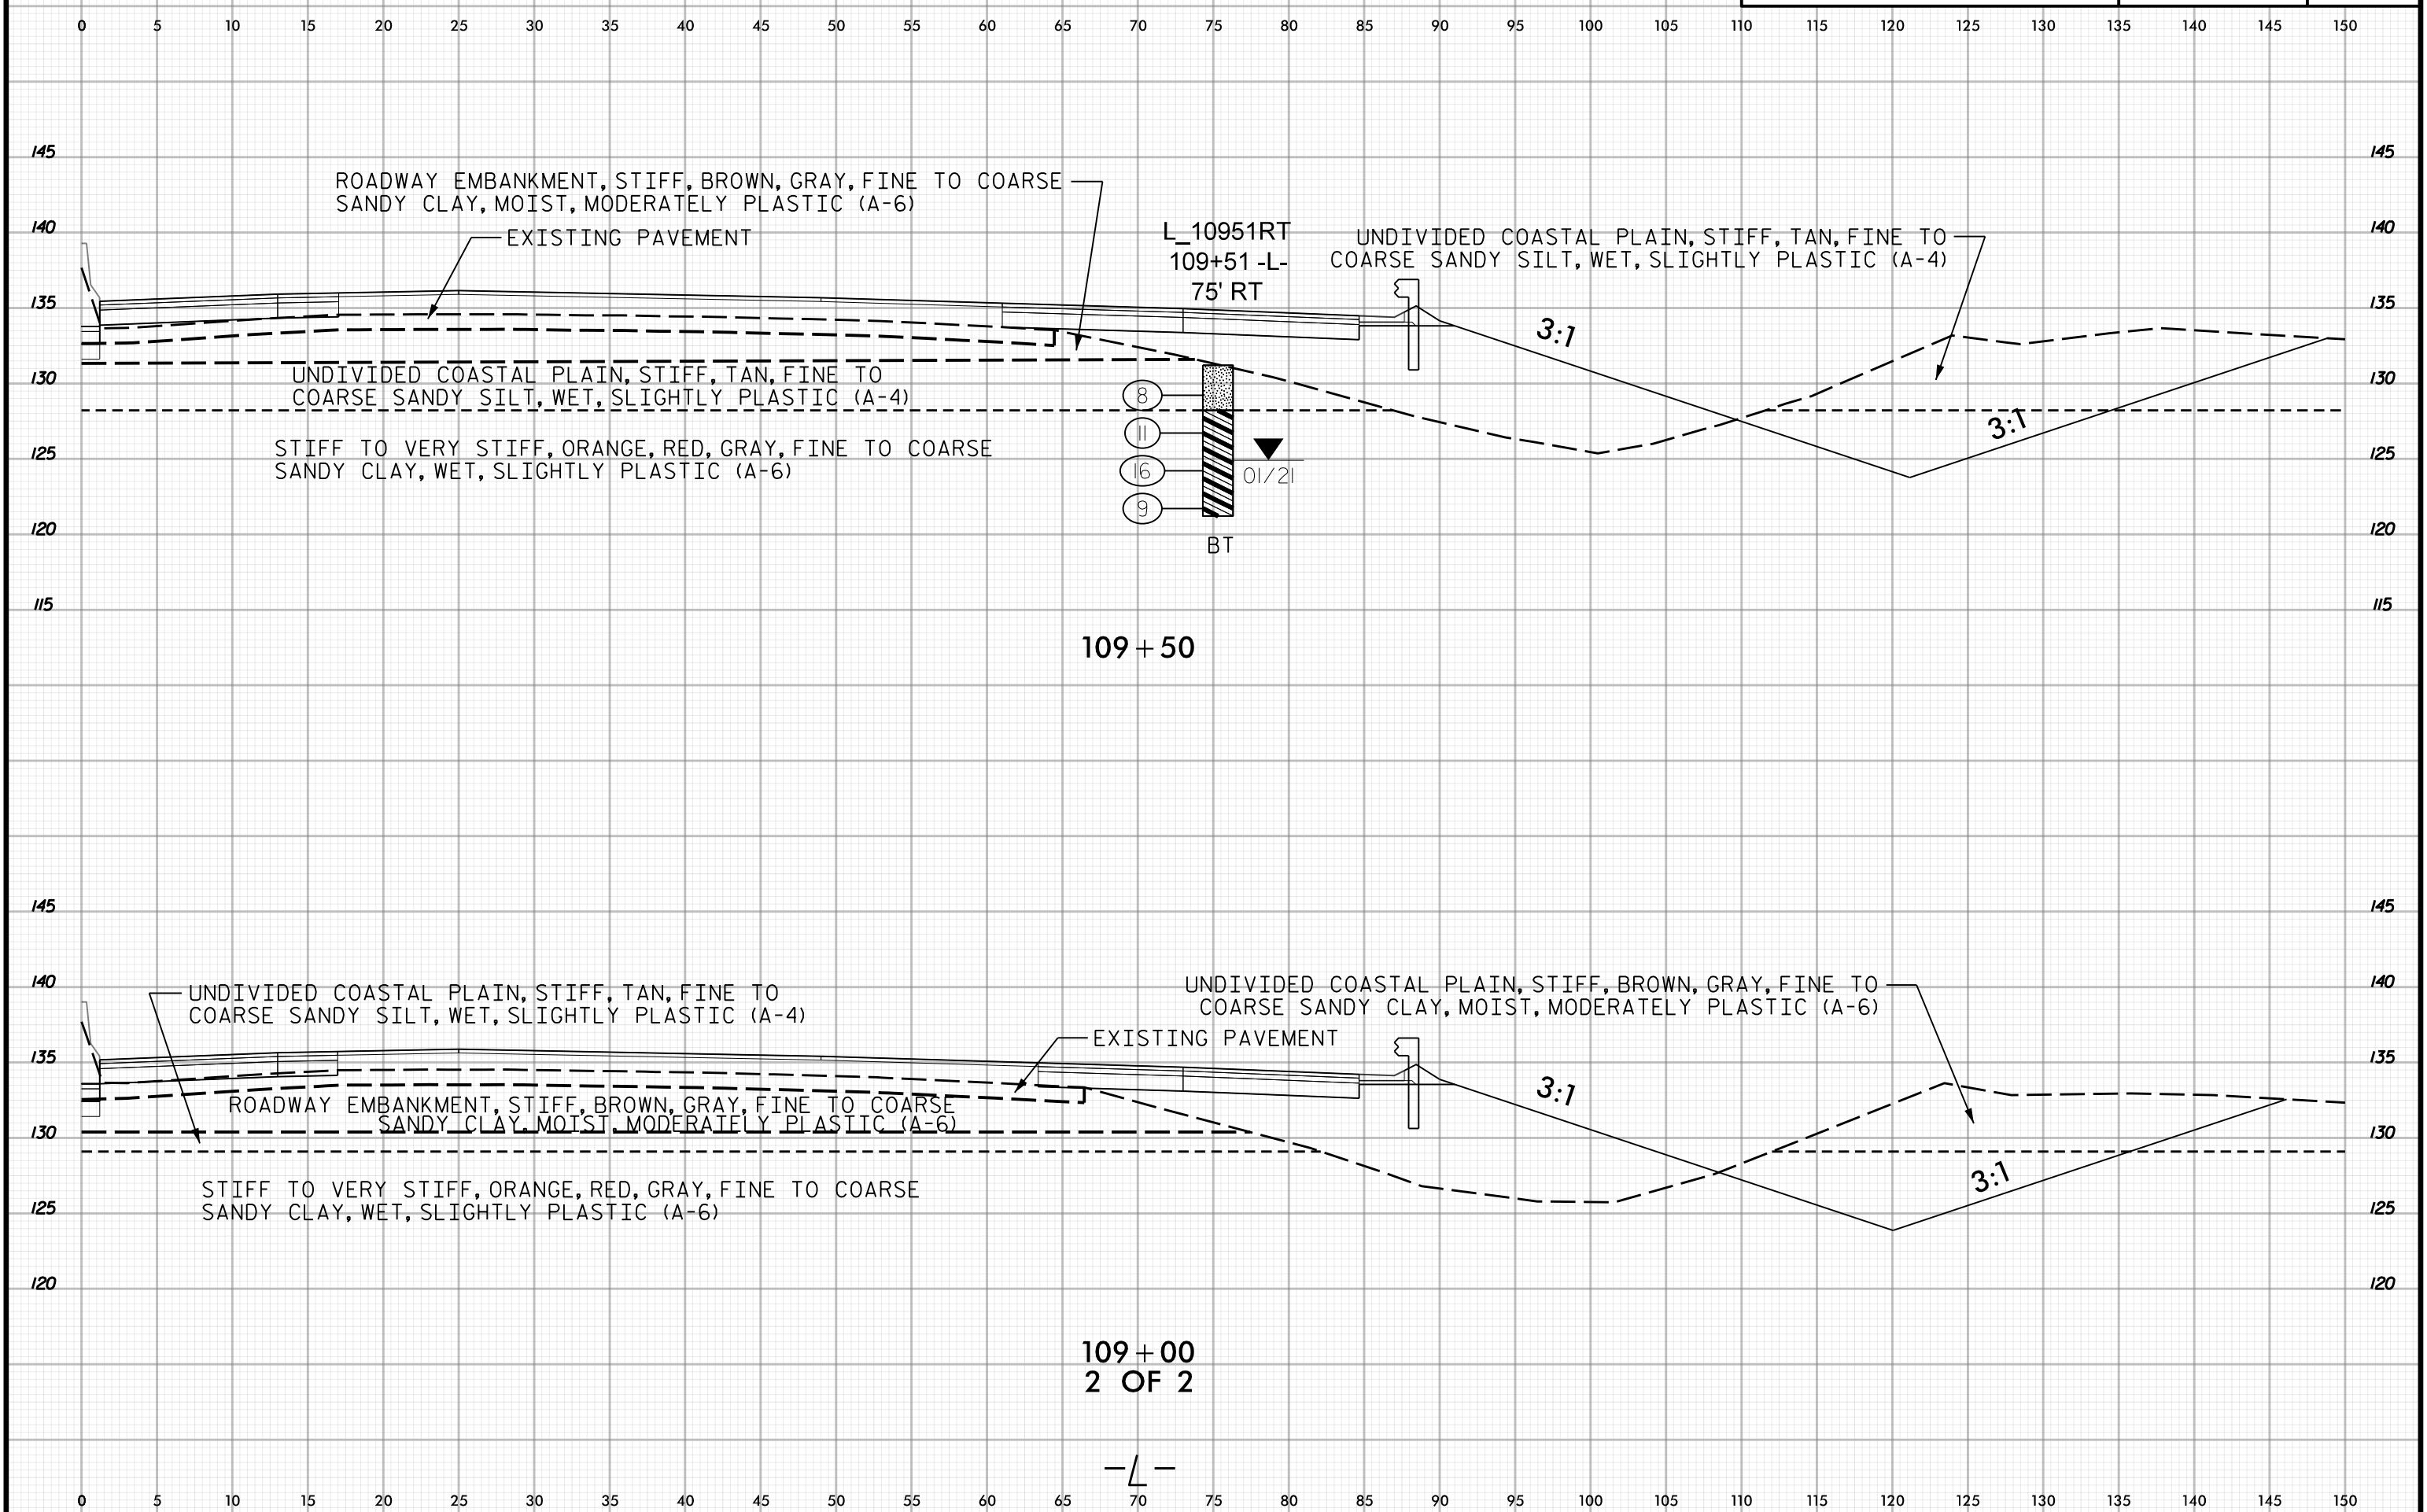 0 5 10 15 20 25 30 35 40 45 50 55 60 65 70 75 80 85 90 95 100 105 110 115 120 125 130 135 140 145 150
145 145
ROADWAY EMBANKMENT, STIFF, BROWN, GRAY, FINE TO COARSE
SANDY CLAY, MOIST, MODERATELY PLASTIC (A-6)
EXISTING PAVEMENT
L_10951RT
109+51 -L-
75' RT
UNDIVIDED COASTAL PLAIN, STIFF, TAN, FINE TO
COARSE SANDY SILT, WET, SLIGHTLY PLASTIC (A-4)
140 140
135 135
3:1
130 130
UNDIVIDED COASTAL PLAIN, STIFF, TAN, FINE TO
COARSE SANDY SILT, WET, SLIGHTLY PLASTIC (A-4)
8
11
16
9
3:1
STIFF TO VERY STIFF, ORANGE, RED, GRAY, FINE TO COARSE
SANDY CLAY, WET, SLIGHTLY PLASTIC (A-6)
125 125
01/21
120 120
BT
115 115
109+50
145 145
140 140
UNDIVIDED COASTAL PLAIN, STIFF, TAN, FINE TO
COARSE SANDY SILT, WET, SLIGHTLY PLASTIC (A-4)
UNDIVIDED COASTAL PLAIN, STIFF, BROWN, GRAY, FINE TO
COARSE SANDY CLAY, MOIST, MODERATELY PLASTIC (A-6)
EXISTING PAVEMENT
135 135
3:1
ROADWAY EMBANKMENT, STIFF, BROWN, GRAY, FINE TO COARSE
SANDY CLAY, MOIST, MODERATELY PLASTIC (A-6)
130 130
3:1
STIFF TO VERY STIFF, ORANGE, RED, GRAY, FINE TO COARSE
SANDY CLAY, WET, SLIGHTLY PLASTIC (A-6)
125 125
120 120
109+00
2 OF 2
-L-
0 5 10 15 20 25 30 35 40 45 50 55 60 65 70 75 80 85 90 95 100 105 110 115 120 125 130 135 140 145 150